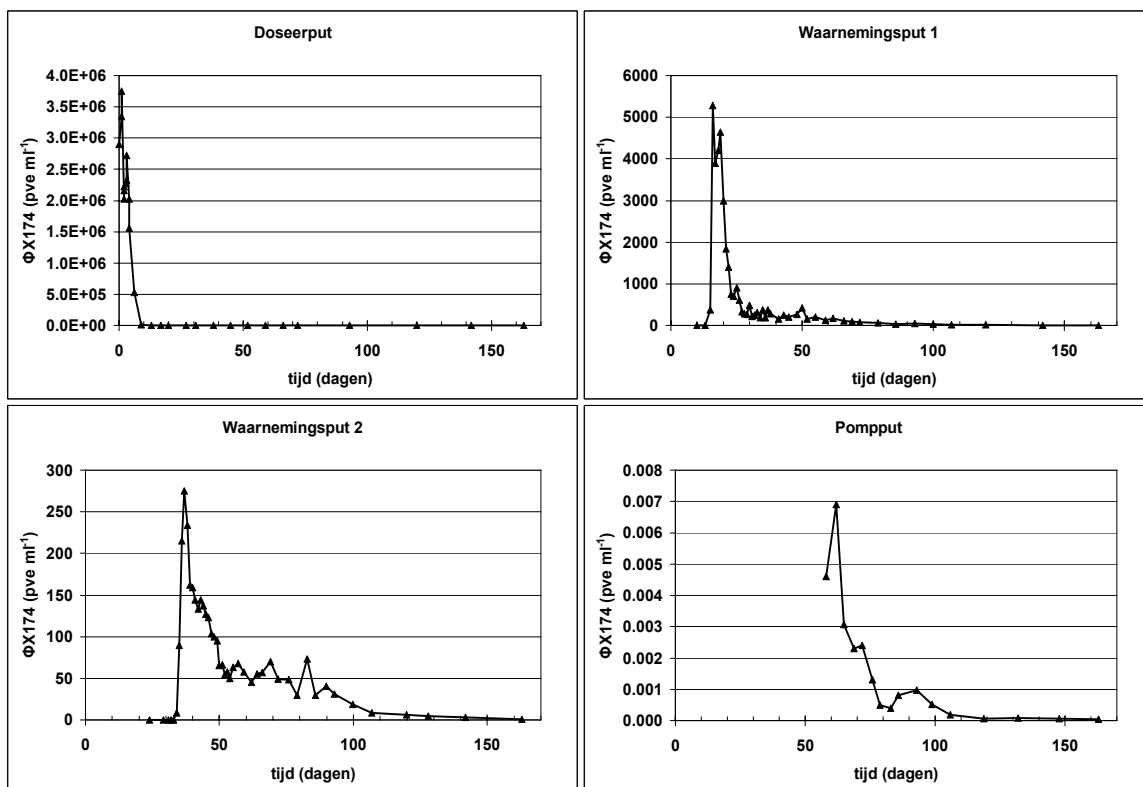 Doseerput
4.0E+06
3.5E+06
3.0E+06
2.5E+06
2.0E+06
1.5E+06
1.0E+06
5.0E+05
0.0E+00
ΦX174 (pve ml-1)
0 50 100 150
tijd (dagen)
Waarnemingsput 1
6000
5000
4000
3000
2000
1000
0
ΦX174 (pve ml-1)
0 50 100 150
tijd (dagen)
Waarnemingsput 2
300
250
200
150
100
50
0
ΦX174 (pve ml-1)
0 50 100 150
tijd (dagen)
Pompput
0.008
0.007
0.006
0.005
0.004
0.003
0.002
0.001
0.000
ΦX174 (pve ml-1)
0 50 100 150
tijd (dagen)